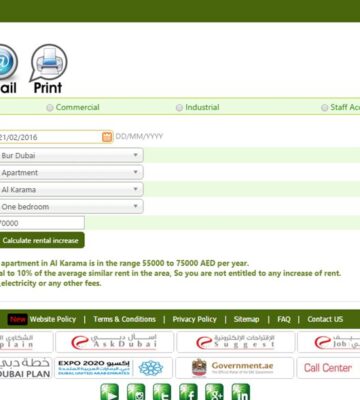 ail Print
Commercial Industrial Staff Acc
21/02/2016 DD/MM/YYYY
Bur Dubai
Apartment
Al Karama
One bedroom
70000
Calculate rental increase
apartment in Al Karama is in the range 55000 to 75000 AED per year.
al to 10% of the average similar rent in the area, So you are not entitled to any increase of rent.
electricity or any other fees.
New Website Policy | Terms & Conditions | Privacy Policy | Sitemap | FAQ | Contact US
الشكاوى ال إسأل دبي الإقتراحات الإلكترونية
plain AskDubai eSuggest Job
خطة دبي EXPO 2020 إكسبو Government.ae Call Center
DUBAI PLAN DUBAI, UNITED ARAB EMIRATES